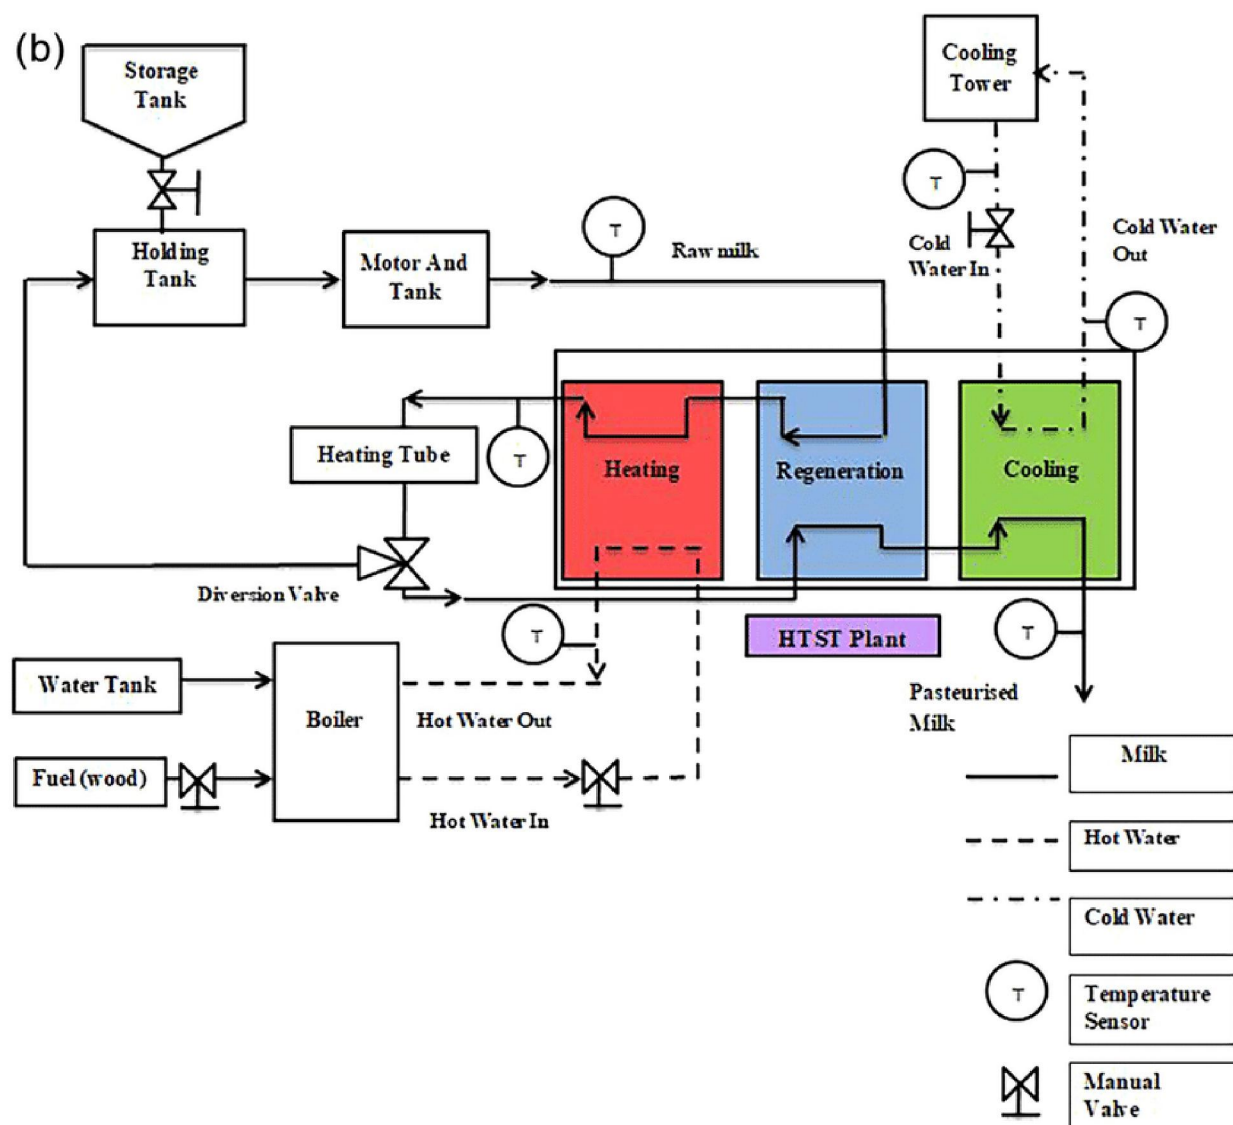 (b)
Storage
Tank
Cooling
Tower
T
T
Holding
Tank
Motor And
Tank
Raw milk
Cold
Water In
Cold Water
Out
T
Heating Tube
T
Heating
Regeneration
Cooling
Diversion Valve
T
HTST Plant
T
Water Tank
Boiler
Hot Water Out
Pasteurised
Milk
Fuel (wood)
Hot Water In
Milk
Hot Water
Cold Water
T
Temperature
Sensor
Manual
Valve